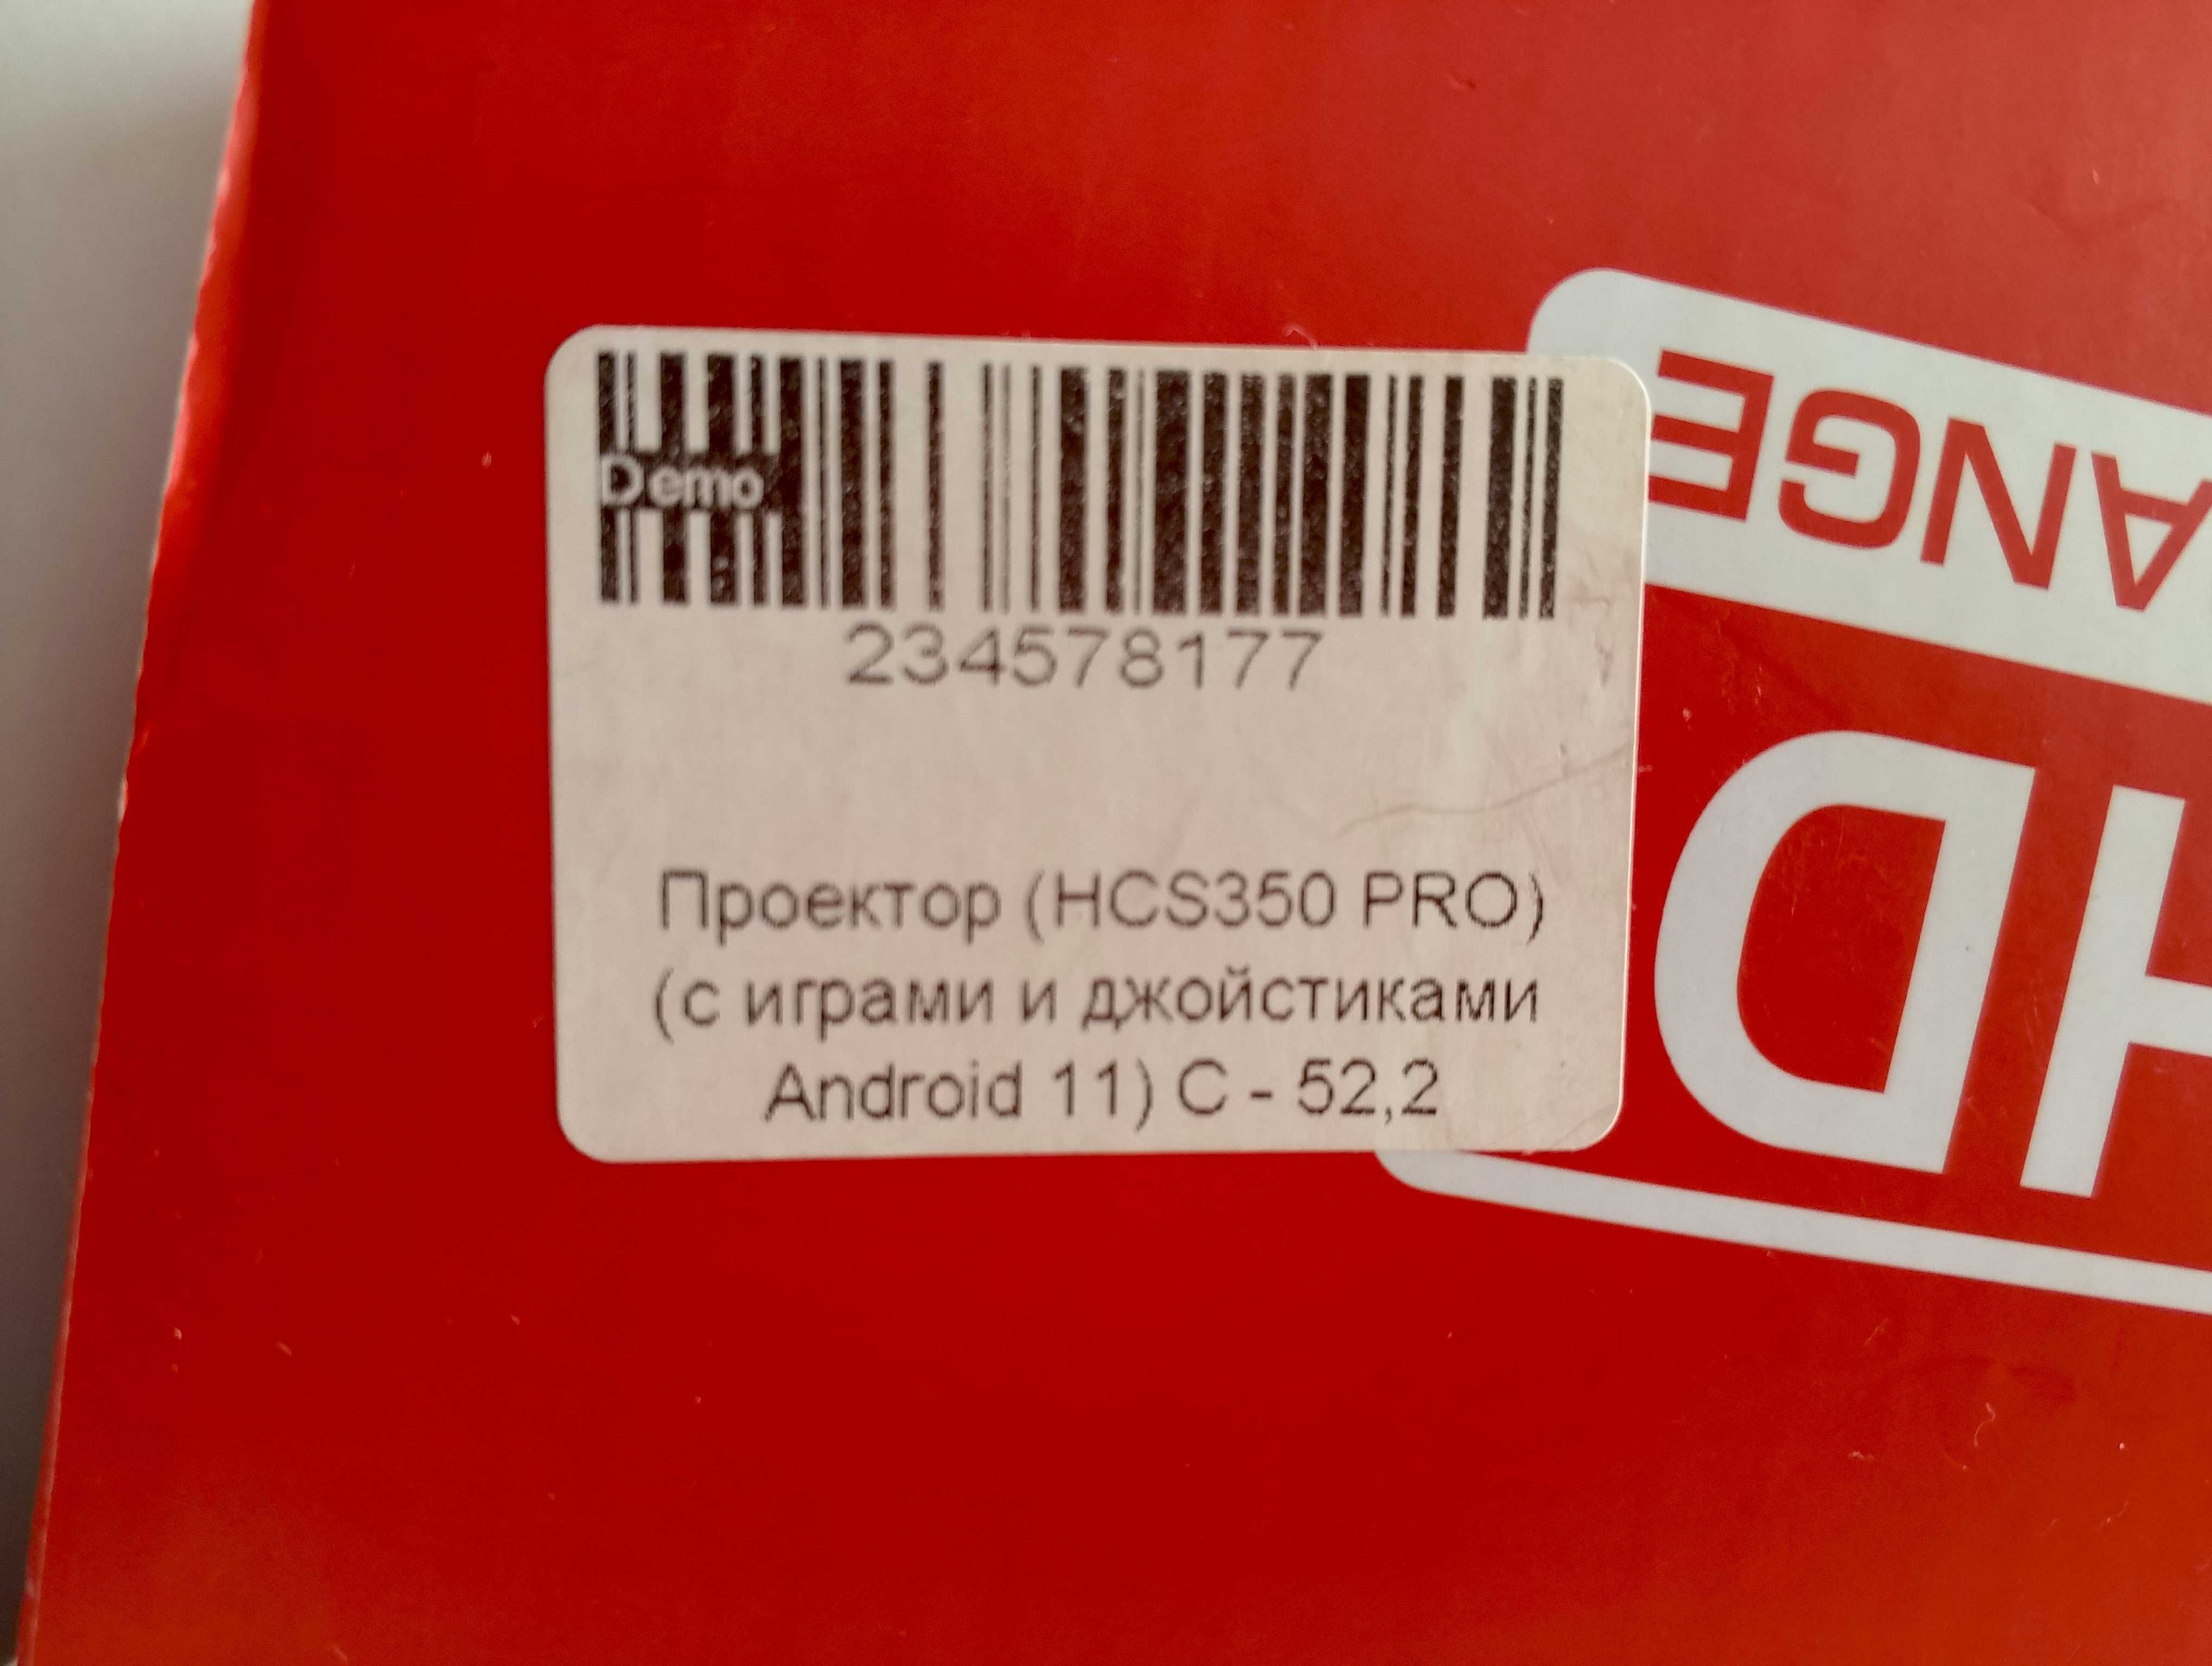 Demo
234578177
Проектор (HCS350 PRO)
(с играми и джойстиками
Android 11) С - 52,2
ANGE
HD